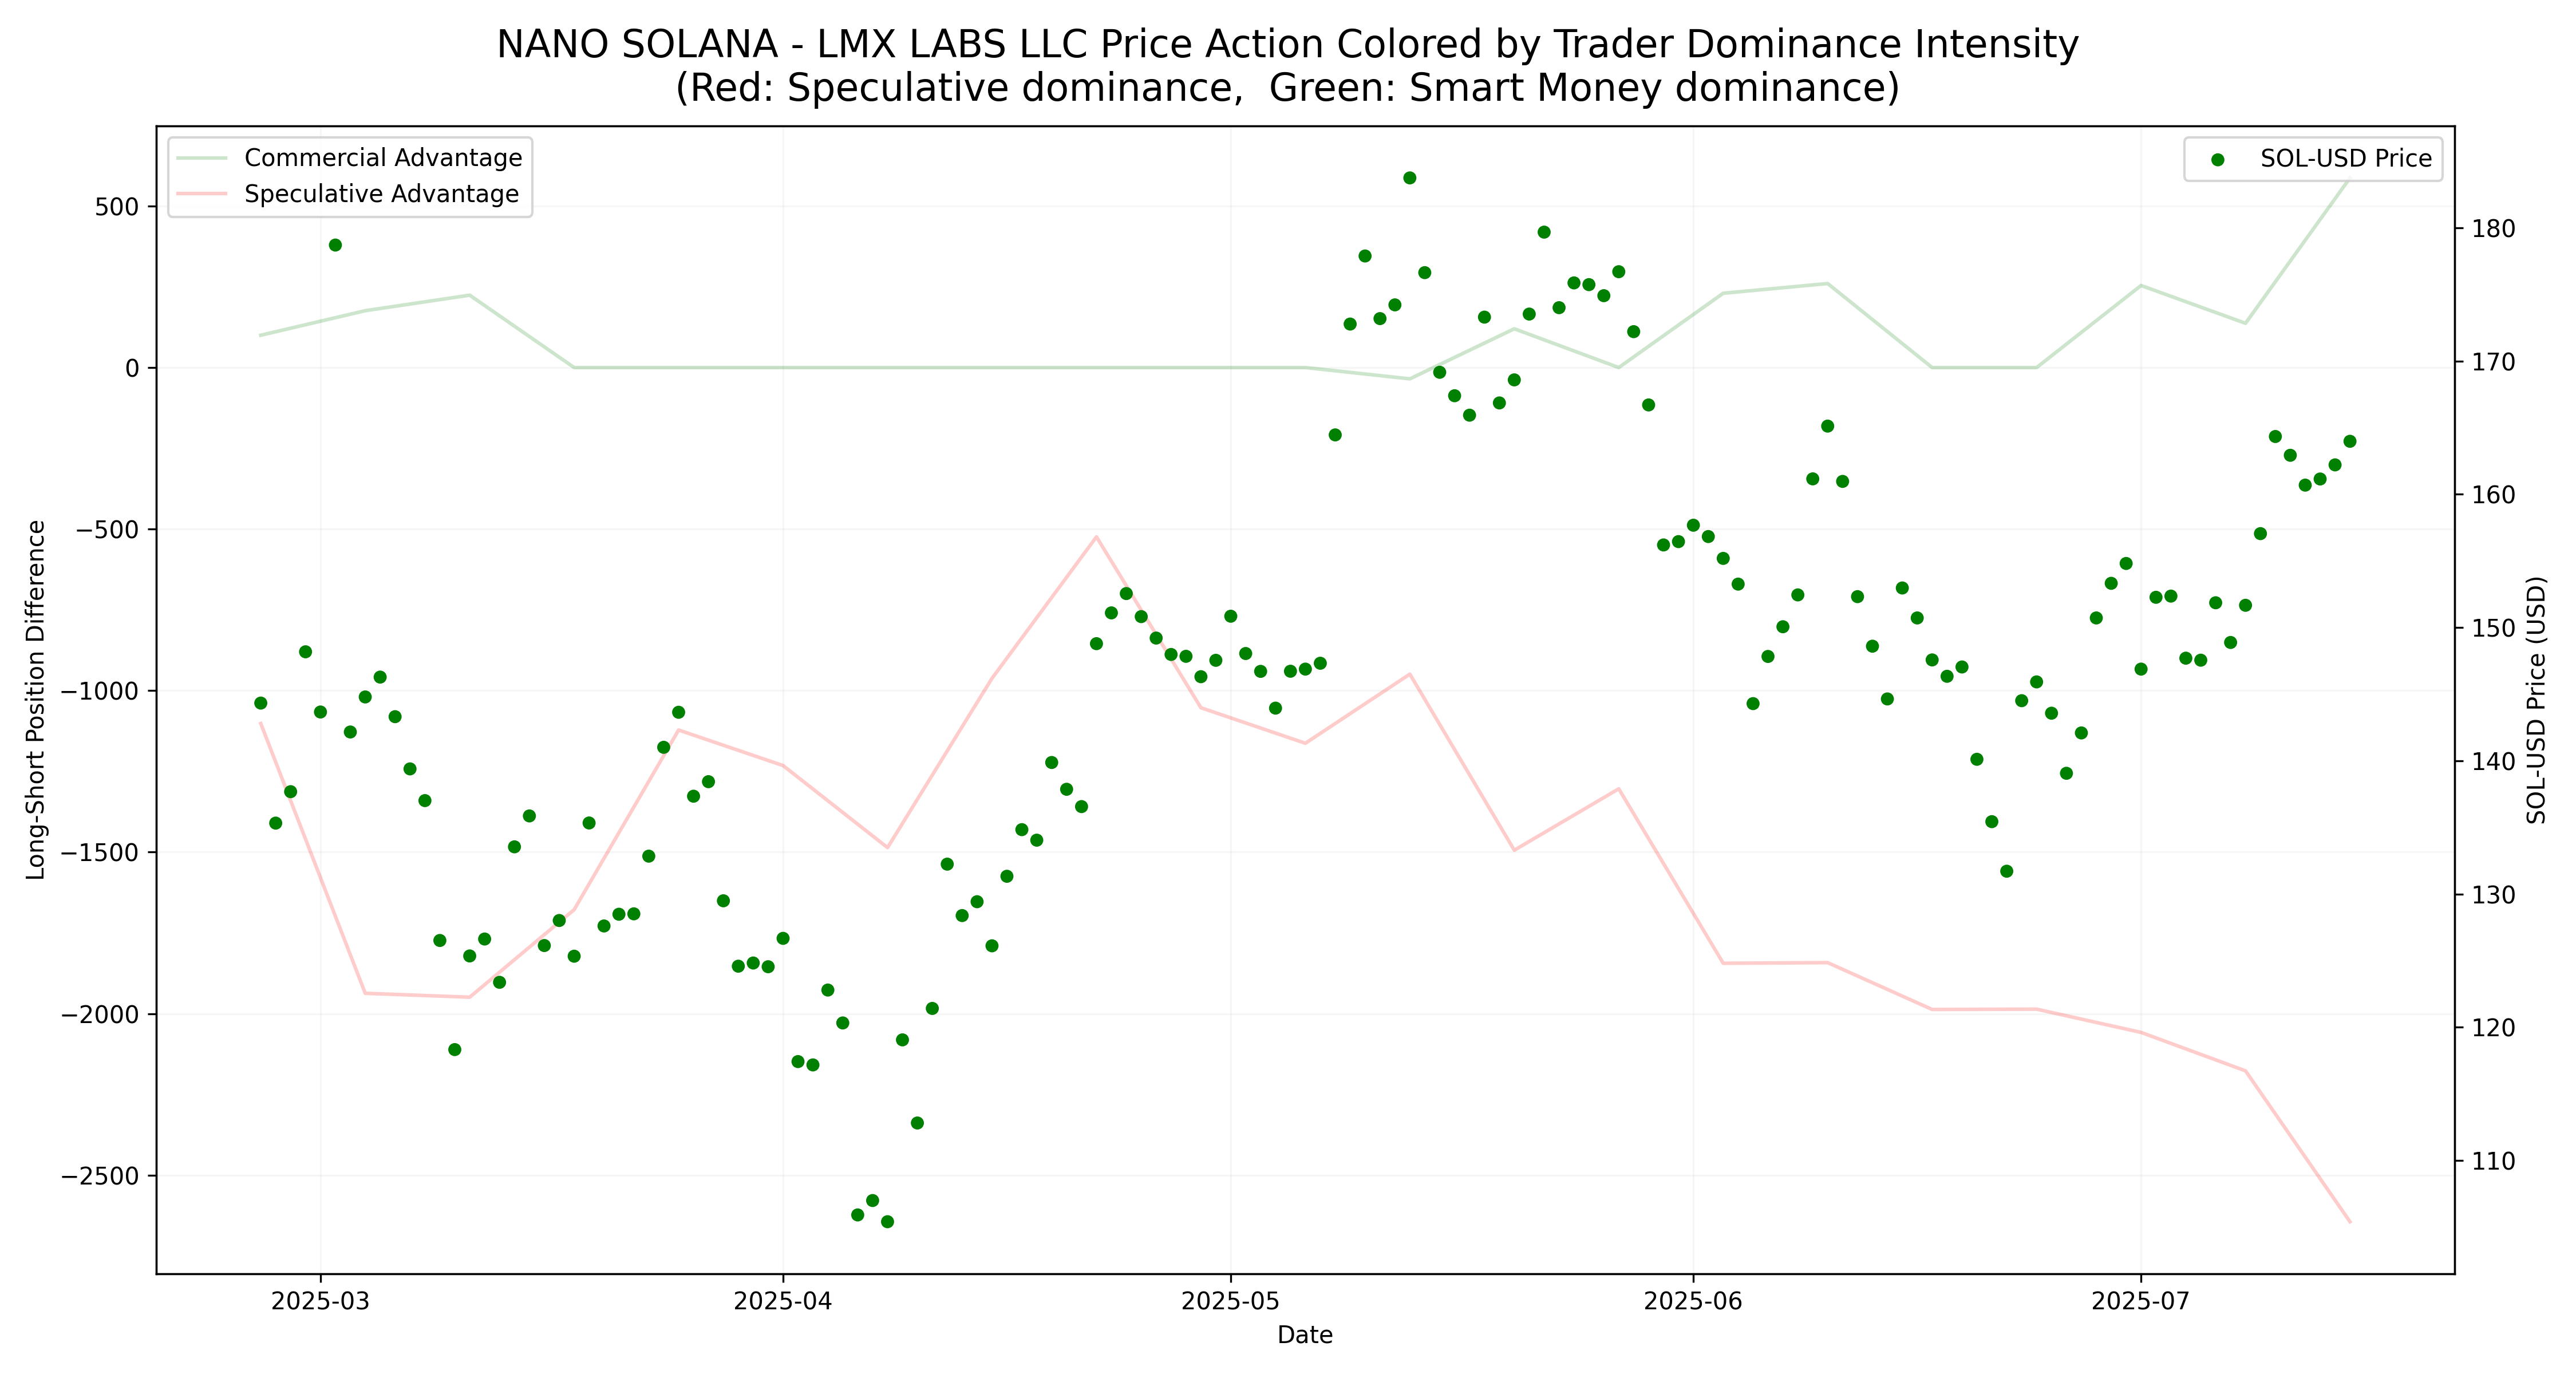 NANO SOLANA - LMX LABS LLC Price Action Colored by Trader Dominance Intensity
(Red: Speculative dominance,  Green: Smart Money dominance)
Commercial Advantage
Speculative Advantage
SOL-USD Price
500
0
−500
−1000
−1500
−2000
−2500
Long-Short Position Difference
180
170
160
150
140
130
120
110
SOL-USD Price (USD)
2025-03
2025-04
2025-05
2025-06
2025-07
Date